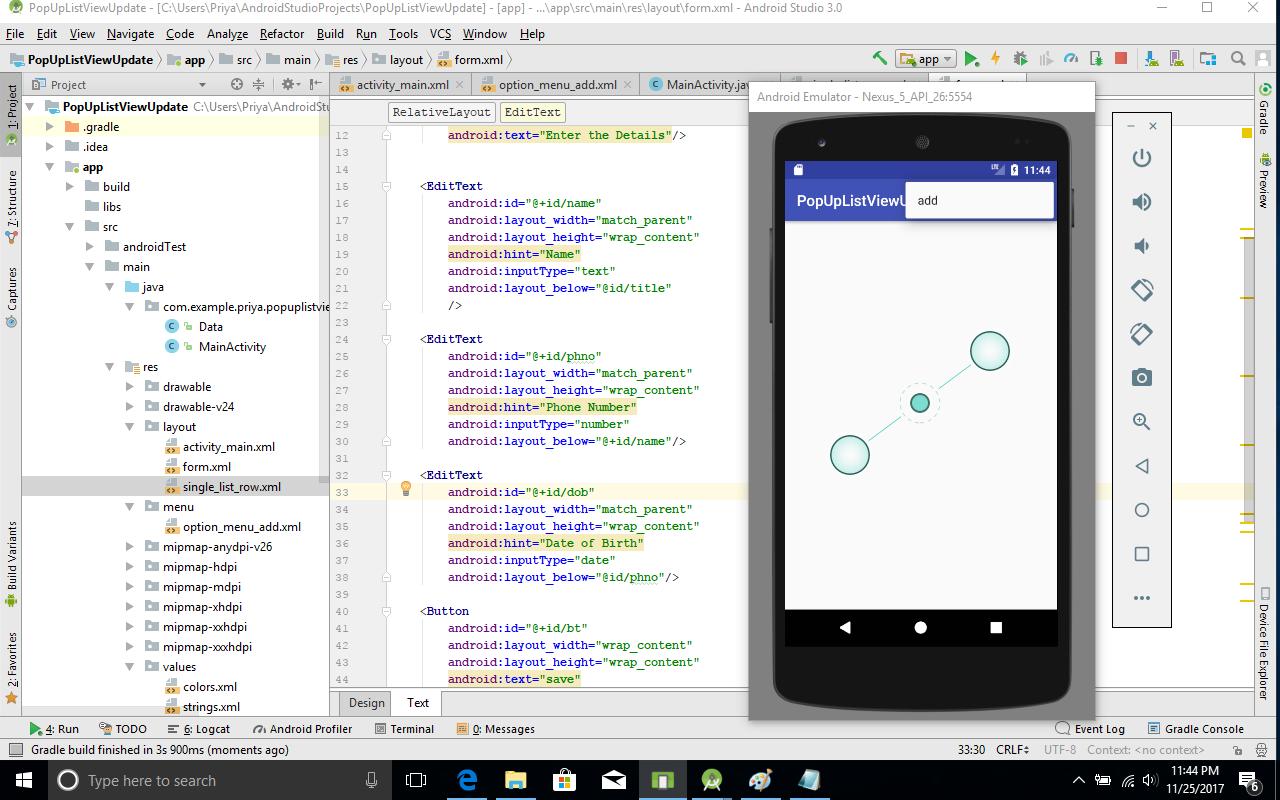 PopUpListViewUpdate - [C:\Users\Priya\AndroidStudioProjects\PopUpListViewUpdate] - [app] - ...\app\src\main\res\layout\form.xml - Android Studio 3.0
File Edit View Navigate Code Analyze Refactor Build Run Tools VCS Window Help
PopUpListViewUpdate app src main res layout form.xml
app
Project
activity_main.xml option_menu_add.xml MainActivity.jav
1: Project
7: Structure
Captures
Build Variants
2: Favorites
PopUpListViewUpdate C:\Users\Priya\AndroidStu
.gradle
.idea
app
build
libs
src
androidTest
main
java
com.example.priya.popuplistvie
Data
MainActivity
res
drawable
drawable-v24
layout
activity_main.xml
form.xml
single_list_row.xml
menu
option_menu_add.xml
mipmap-anydpi-v26
mipmap-hdpi
mipmap-mdpi
mipmap-xhdpi
mipmap-xxhdpi
mipmap-xxxhdpi
values
colors.xml
strings.xml
RelativeLayout EditText
12 android:text="Enter the Details"/>
13
14
15 <EditText
16 android:id="@+id/name"
17 android:layout_width="match_parent"
18 android:layout_height="wrap_content"
19 android:hint="Name"
20 android:inputType="text"
21 android:layout_below="@id/title"
22 />
23
24 <EditText
25 android:id="@+id/phno"
26 android:layout_width="match_parent"
27 android:layout_height="wrap_content"
28 android:hint="Phone Number"
29 android:inputType="number"
30 android:layout_below="@+id/name"/>
31
32 <EditText
33 android:id="@+id/dob"
34 android:layout_width="match_parent"
35 android:layout_height="wrap_content"
36 android:hint="Date of Birth"
37 android:inputType="date"
38 android:layout_below="@id/phno"/>
39
40 <Button
41 android:id="@+id/bt"
42 android:layout_width="wrap_content"
43 android:layout_height="wrap_content"
44 android:text="save"
Design Text
Android Emulator - Nexus_5_API_26:5554
LTE 11:44
PopUpListViewU
add
Gradle
Preview
Device File Explorer
4: Run TODO 6: Logcat Android Profiler Terminal 0: Messages Event Log Gradle Console
Gradle build finished in 3s 900ms (moments ago) 33:30 CRLF UTF-8 Context: <no context>
Type here to search
11:44 PM
11/25/2017
6